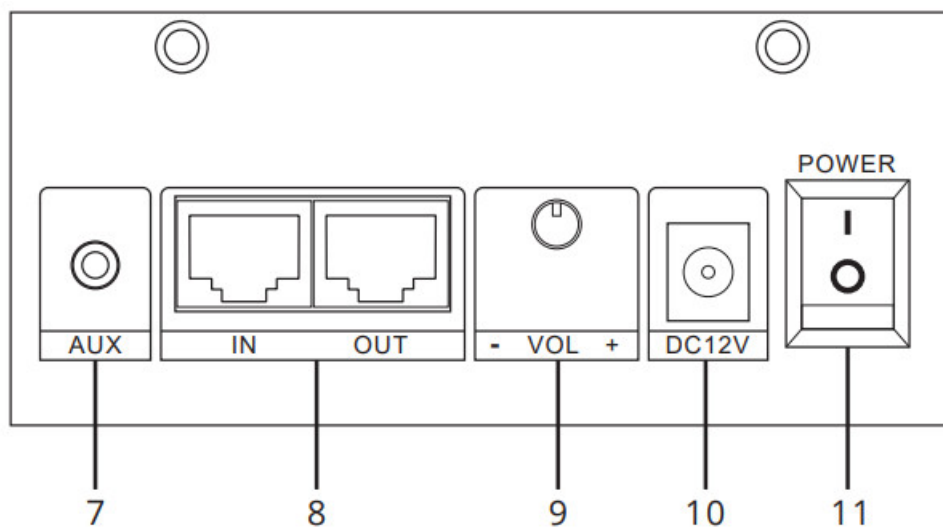 POWER
I
O
AUX
IN OUT
- VOL +
DC12V
7 8 9 10 11